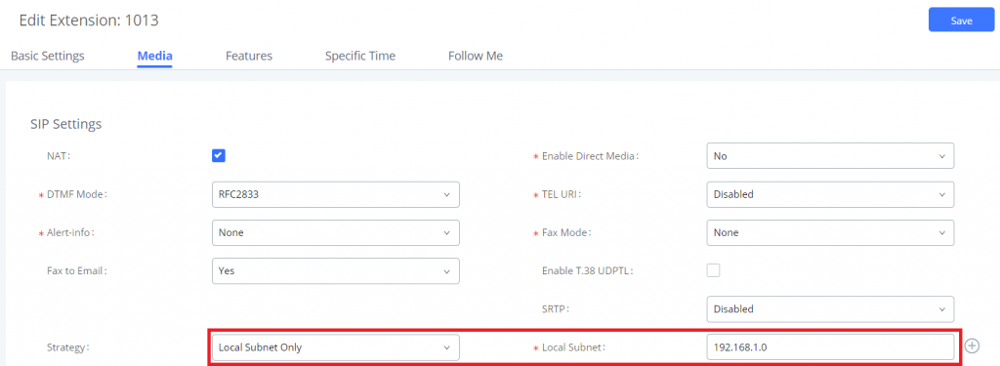 Edit Extension: 1013
Save
Basic Settings Media Features Specific Time Follow Me
SIP Settings
NAT: * Enable Direct Media: No
* DTMF Mode: RFC2833 * TEL URI: Disabled
* Alert-info: None * Fax Mode: None
Fax to Email: Yes Enable T.38 UDPTL:
SRTP: Disabled
Strategy: Local Subnet Only * Local Subnet: 192.168.1.0